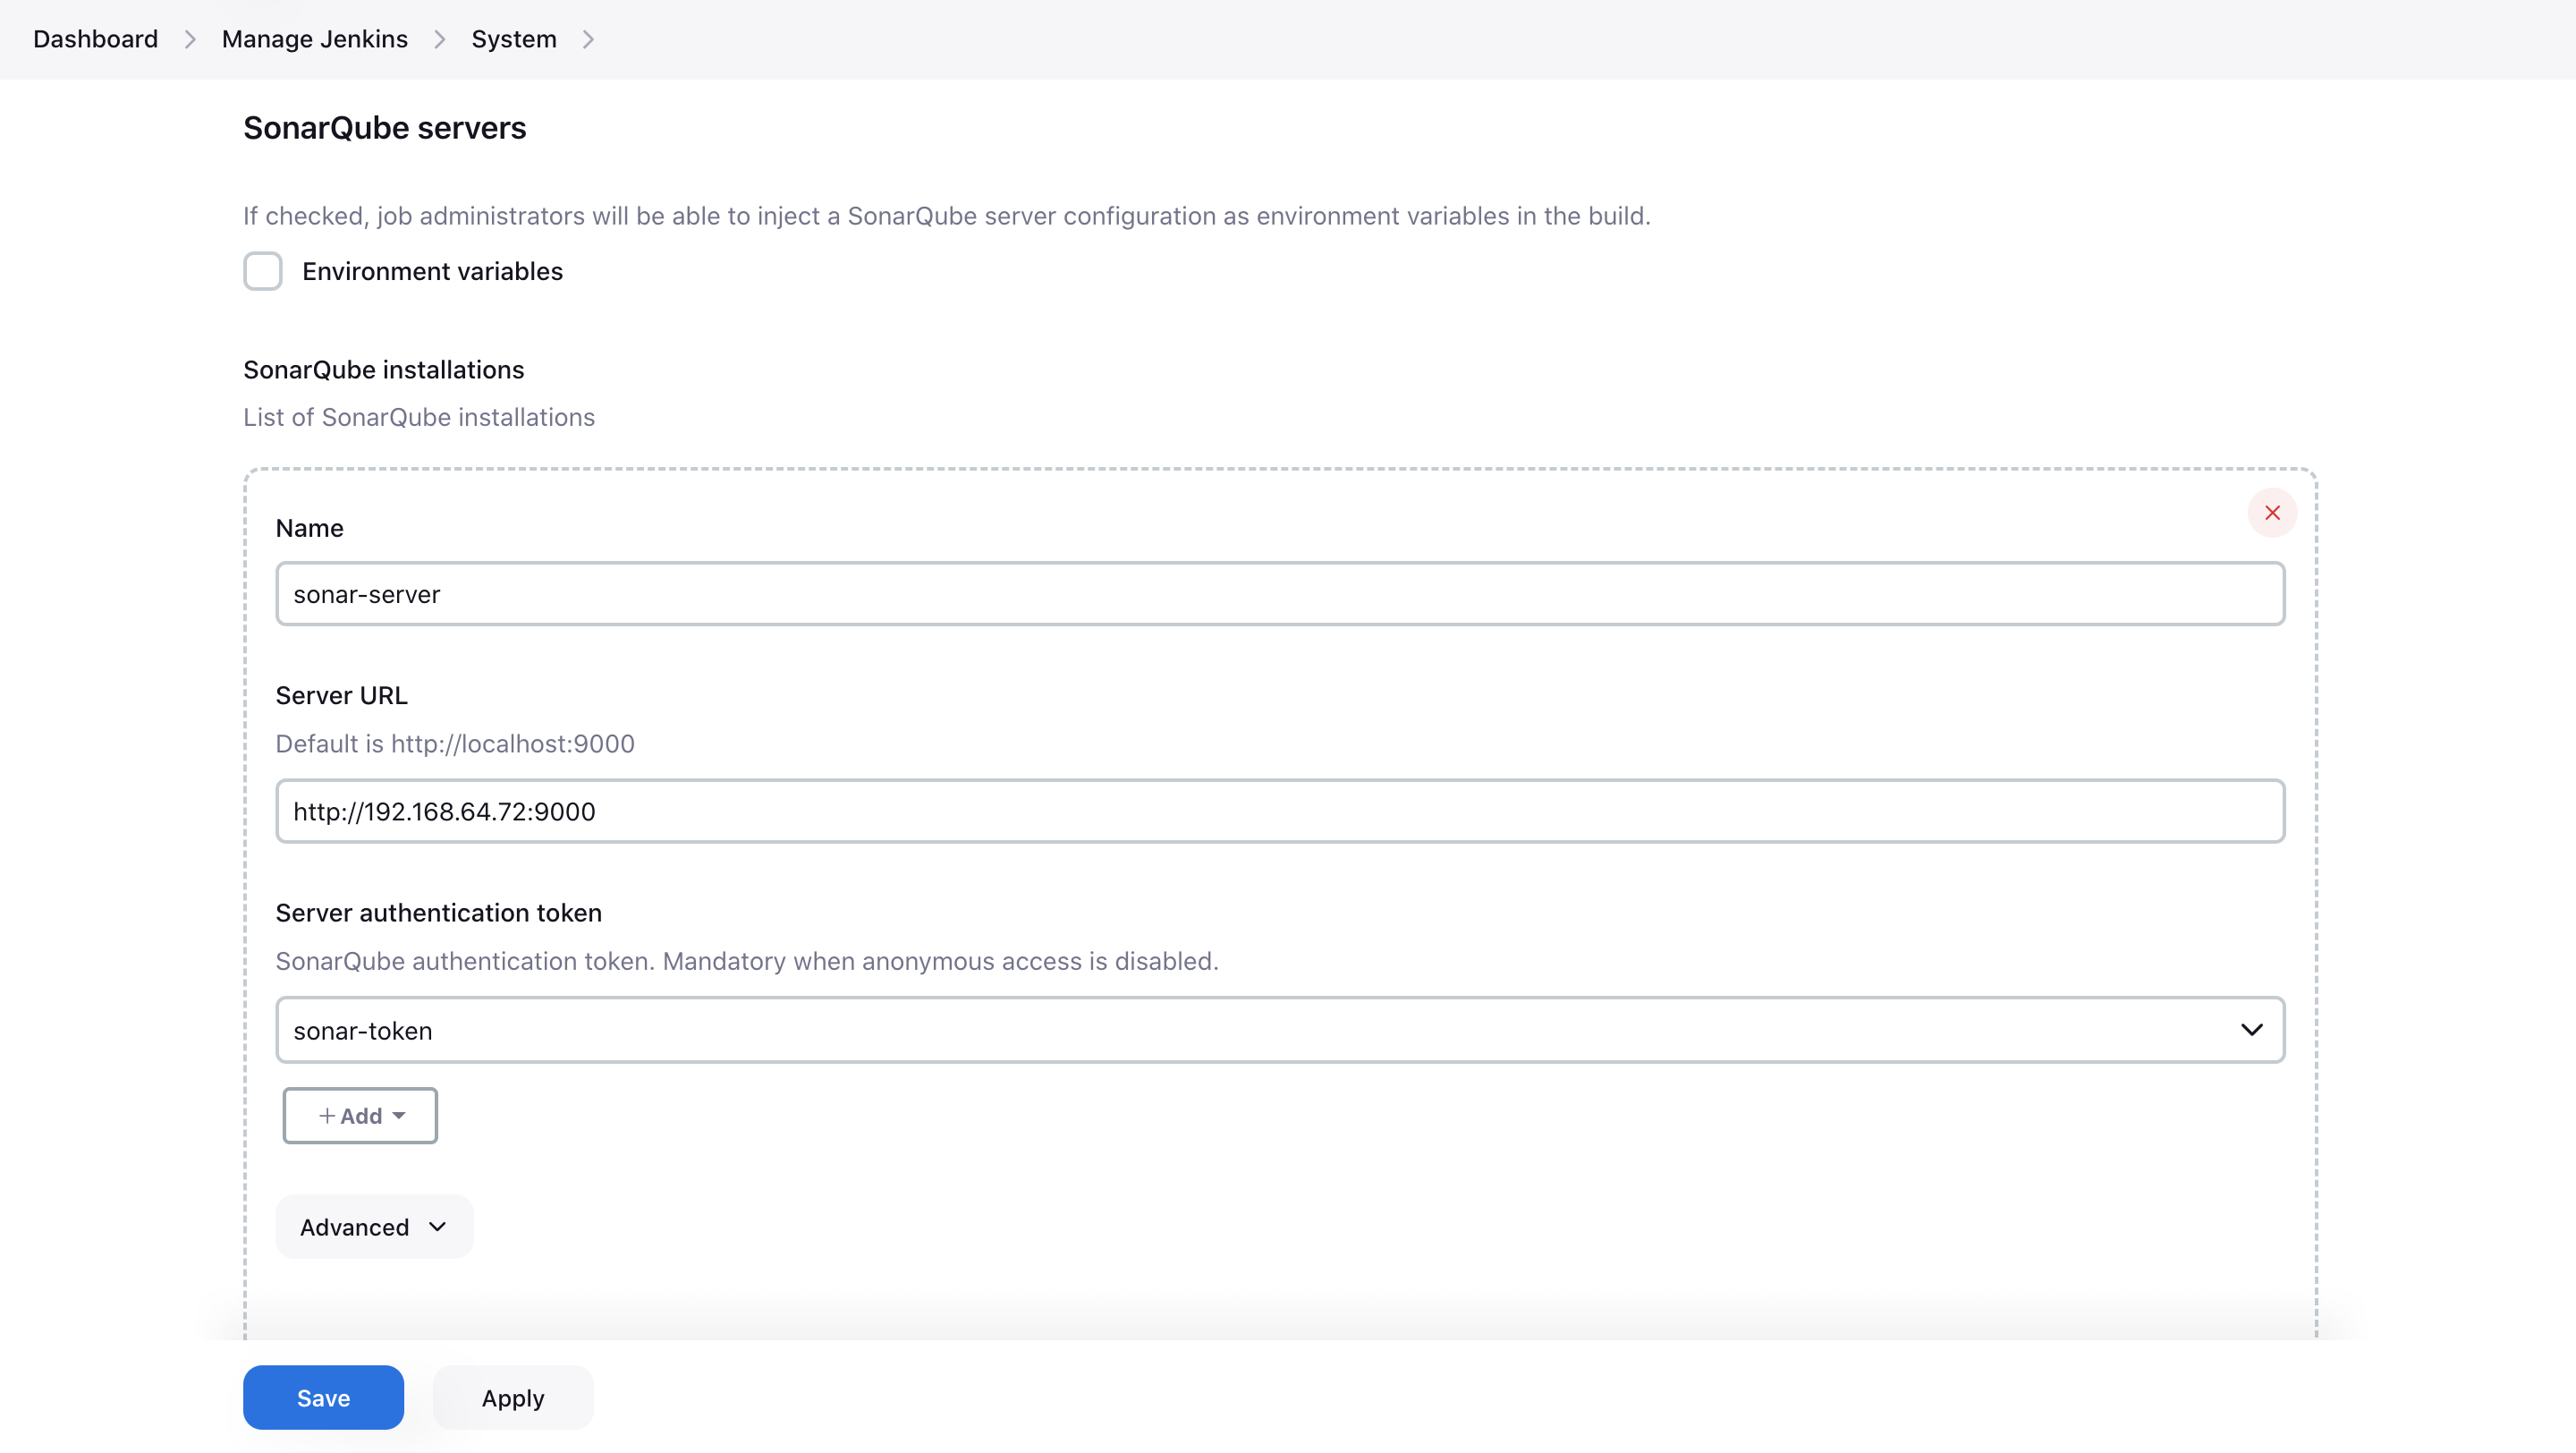 Dashboard > Manage Jenkins > System >
SonarQube servers
If checked, job administrators will be able to inject a SonarQube server configuration as environment variables in the build.
Environment variables
SonarQube installations
List of SonarQube installations
Name
sonar-server
Server URL
Default is http://localhost:9000
http://192.168.64.72:9000
Server authentication token
SonarQube authentication token. Mandatory when anonymous access is disabled.
sonar-token
+ Add
Advanced
Save Apply